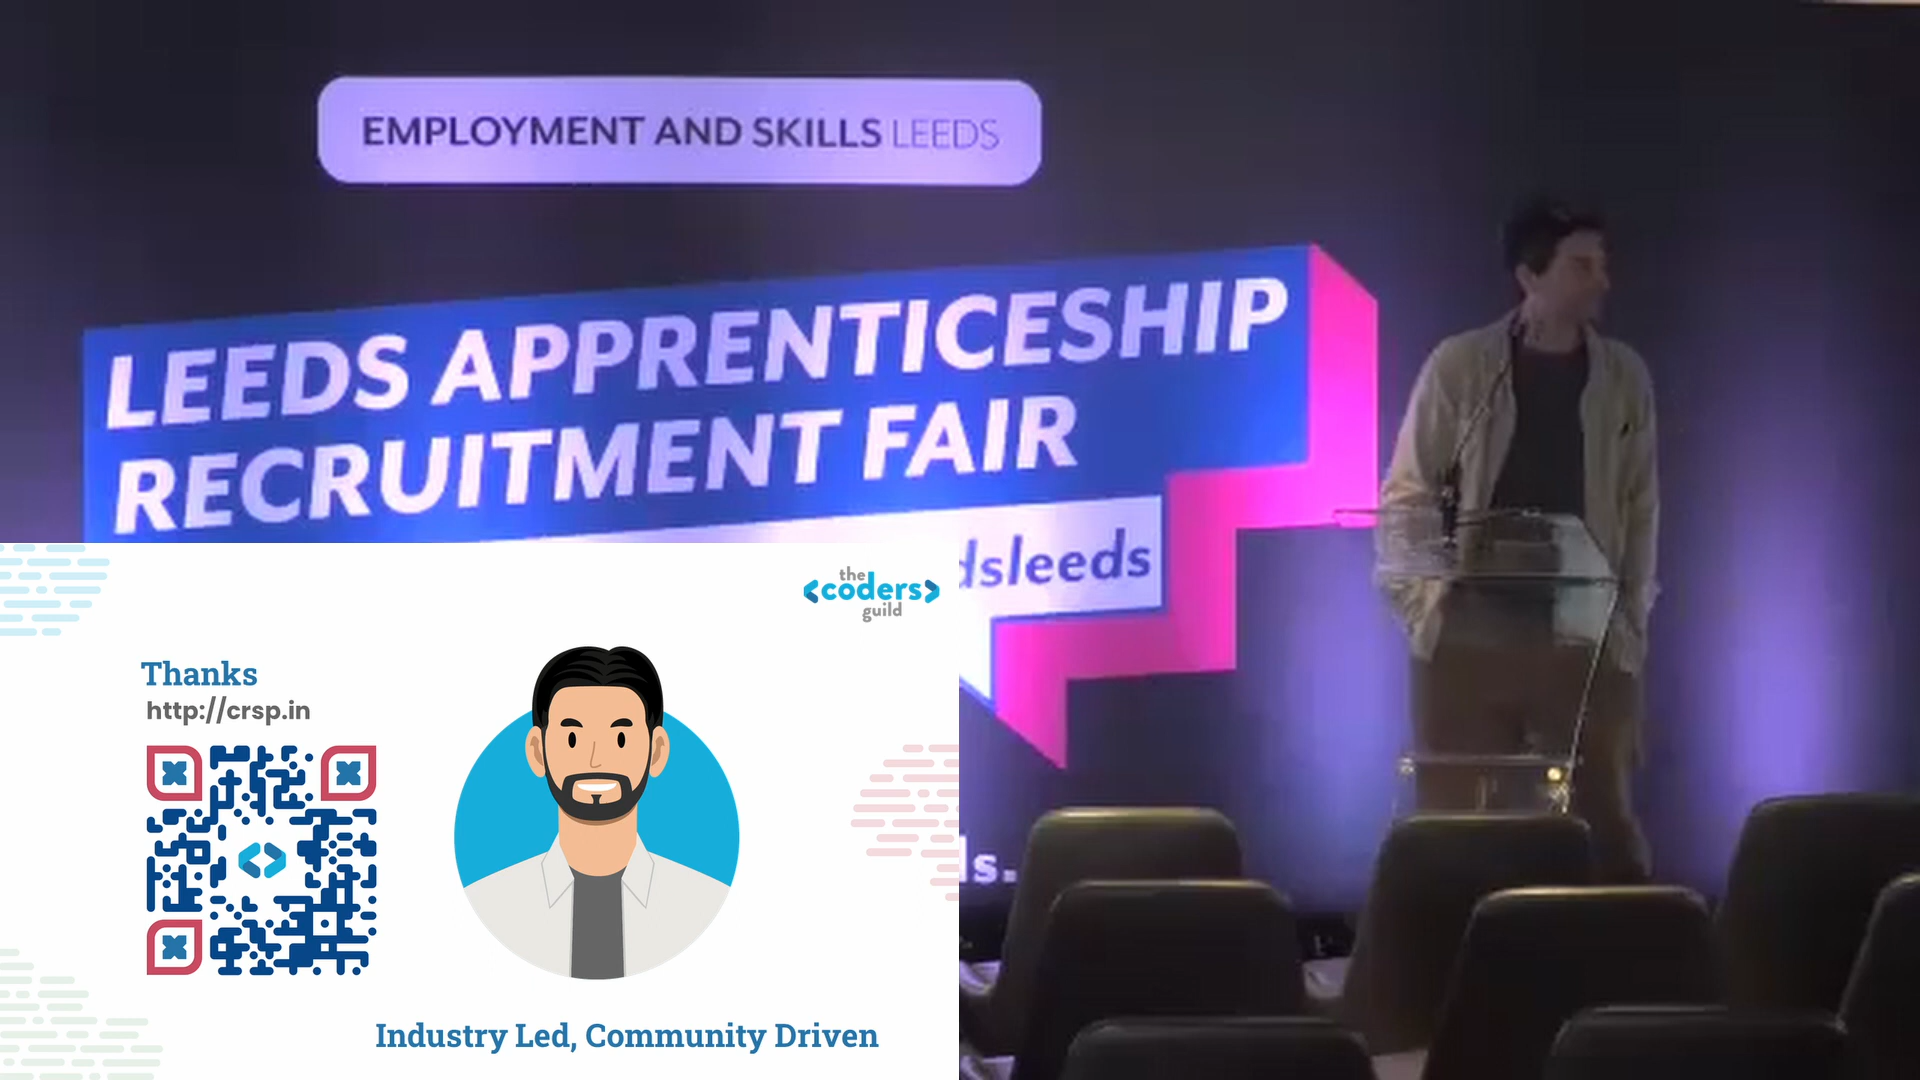 EMPLOYMENT AND SKILLS LEEDS
LEEDS APPRENTICESHIP
RECRUITMENT FAIR
dsleeds
the
<coders>
guild
Thanks
http://crsp.in
ls.
Industry Led, Community Driven